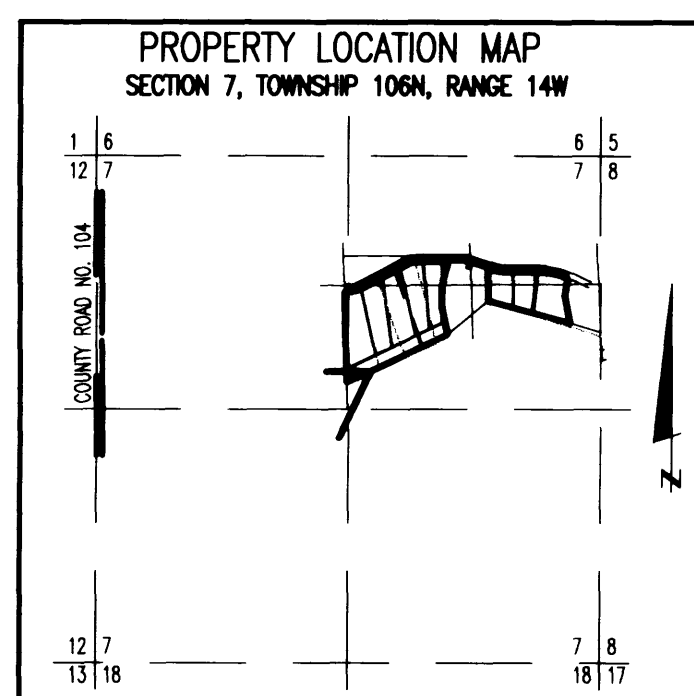 PROPERTY LOCATION MAP
SECTION 7, TOWNSHIP 106N, RANGE 14W
1 6
12 7
6 5
7 8
COUNTY ROAD NO. 104
N
12 7
13 18
7 8
18 17